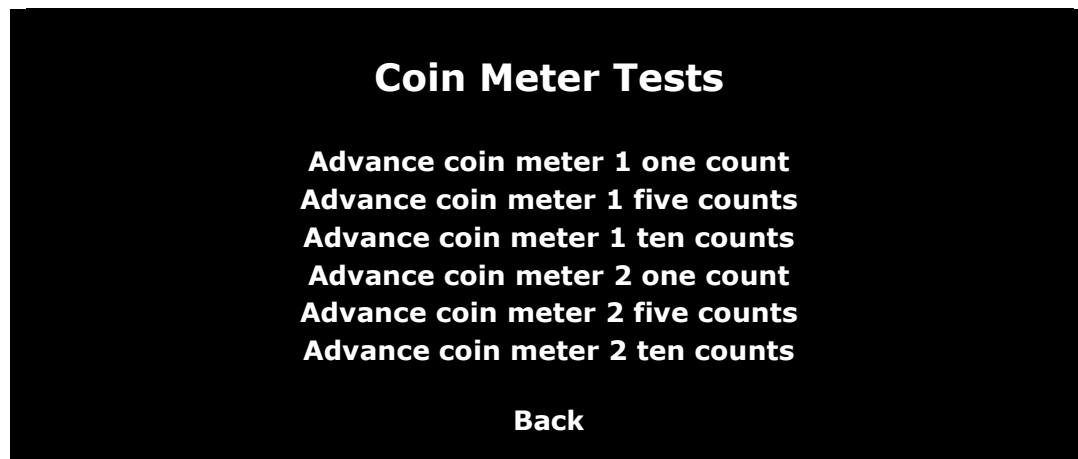 Coin Meter Tests
Advance coin meter 1 one count
Advance coin meter 1 five counts
Advance coin meter 1 ten counts
Advance coin meter 2 one count
Advance coin meter 2 five counts
Advance coin meter 2 ten counts
Back